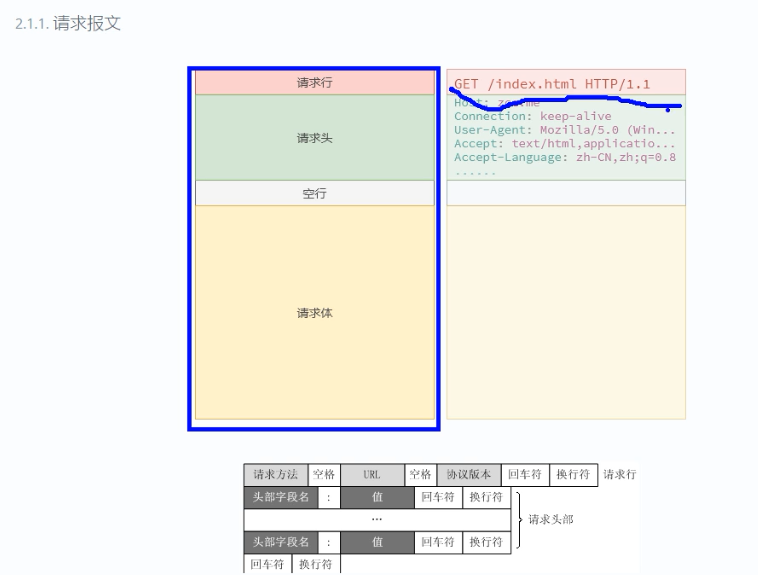 2.1.1. 请求报文
请求行
请求头
空行
请求体
GET /index.html HTTP/1.1
Host:
Connection: keep-alive
User-Agent: Mozilla/5.0 (Win...
Accept: text/html,applicatio...
Accept-Language: zh-CN,zh;q=0.8
......
请求方法 空格 URL 空格 协议版本 回车符 换行符 请求行
头部字段名 : 值 回车符 换行符
... 请求头部
头部字段名 : 值 回车符 换行符
回车符 换行符